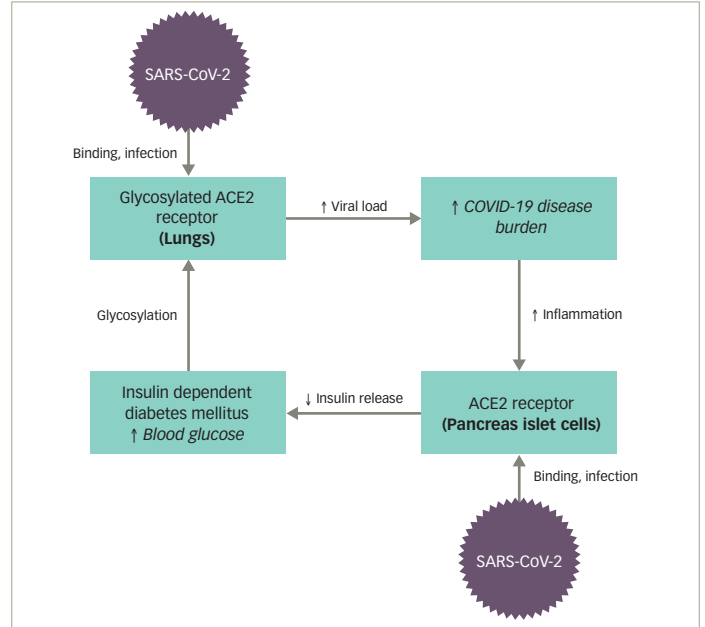 SARS-CoV-2
Binding, infection
Glycosylated ACE2
receptor
(Lungs)
↑ Viral load
↑ COVID-19 disease
burden
Glycosylation
↑ Inflammation
Insulin dependent
diabetes mellitus
↑ Blood glucose
↓ Insulin release
ACE2 receptor
(Pancreas islet cells)
Binding, infection
SARS-CoV-2